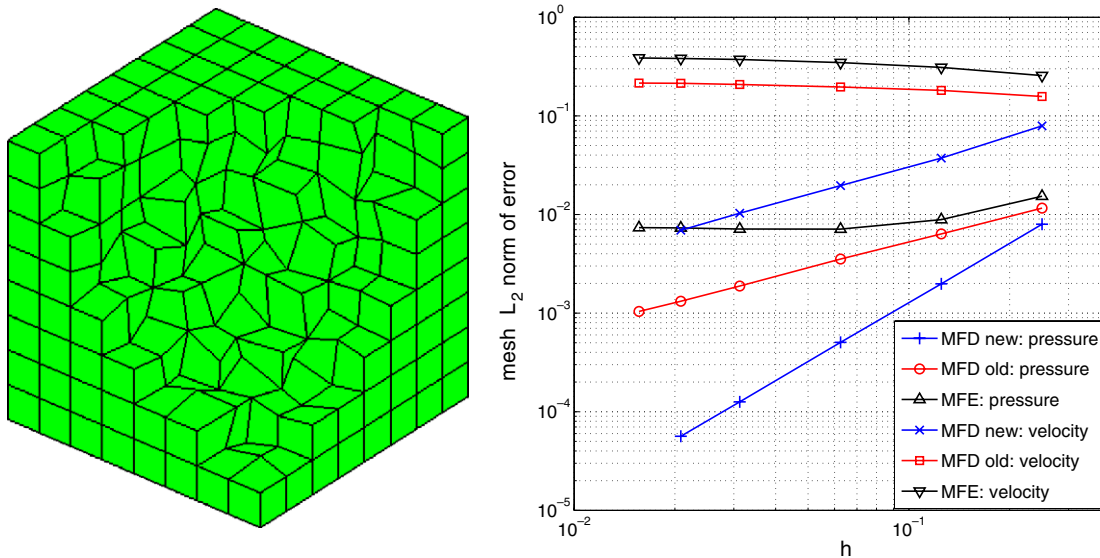 10^0
10^-1
10^-2
10^-3
10^-4
10^-5
mesh L_2 norm of error
MFD new: pressure
MFD old: pressure
MFE: pressure
MFD new: velocity
MFD old: velocity
MFE: velocity
10^-2
10^-1
h